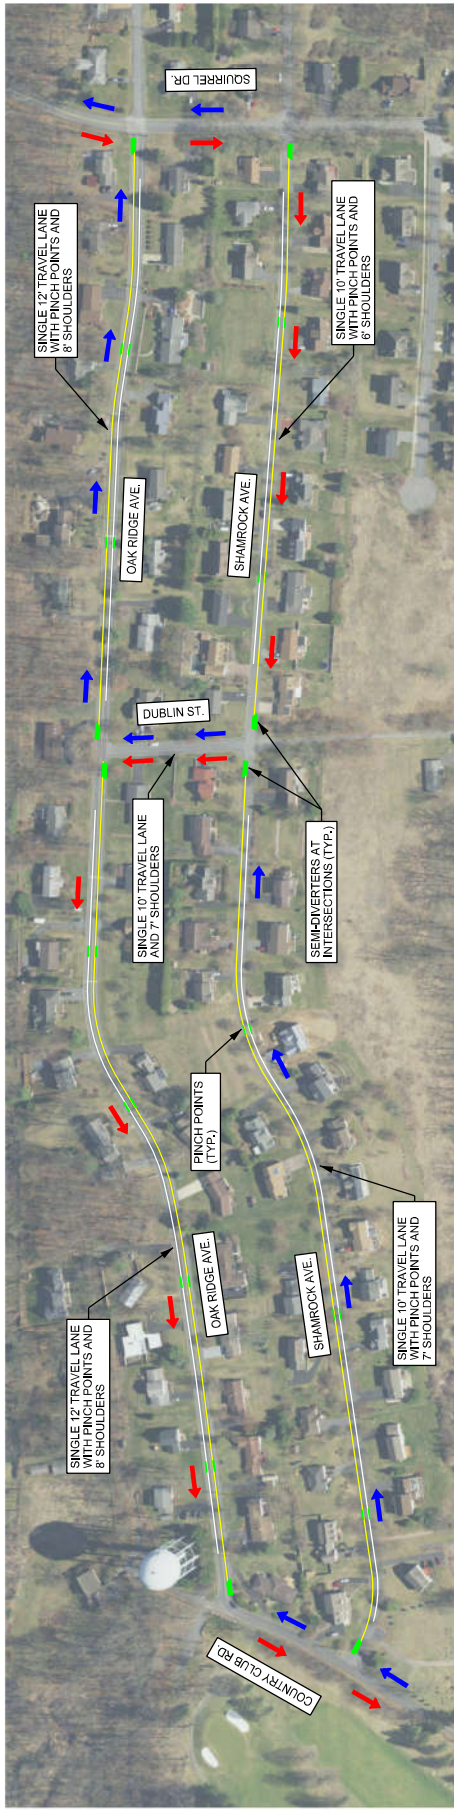 SQUIRREL DR.
SINGLE 12' TRAVEL LANE
WITH PINCH POINTS AND
8' SHOULDERS
SINGLE 10' TRAVEL LANE
WITH PINCH POINTS AND
6' SHOULDERS
OAK RIDGE AVE.
SHAMROCK AVE.
DUBLIN ST.
SINGLE 10' TRAVEL LANE
AND 7' SHOULDERS
SEMI-DIVERTERS AT
INTERSECTIONS (TYP.)
PINCH POINTS
(TYP.)
SINGLE 12' TRAVEL LANE
WITH PINCH POINTS AND
8' SHOULDERS
OAK RIDGE AVE.
SHAMROCK AVE.
SINGLE 10' TRAVEL LANE
WITH PINCH POINTS AND
7' SHOULDERS
COUNTRY CLUB RD.